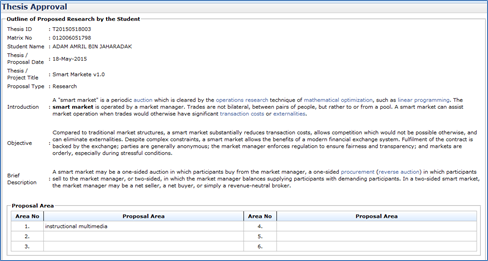 Thesis Approval
Outline of Proposed Research by the Student
Thesis ID : T20150518003
Matrix No : 012006051798
Student Name : ADAM AMRIL BIN JAHARADAK
Thesis /
Proposal Date : 18-May-2015
Thesis /
Project Title : Smart Markete v1.0
Proposal Type : Research
A "smart market" is a periodic auction which is cleared by the operations research technique of mathematical optimization, such as linear programming. The
Introduction : smart market is operated by a market manager. Trades are not bilateral, between pairs of people, but rather to or from a pool. A smart market can assist
market operation when trades would otherwise have significant transaction costs or externalities.
Compared to traditional market structures, a smart market substantially reduces transaction costs, allows competition which would not be possible otherwise, and
Objective : can eliminate externalities. Despite complex constraints, a smart market allows the benefits of a modern financial exchange system. Fulfilment of the contract is
backed by the exchange; parties are generally anonymous; the market manager enforces regulation to ensure fairness and transparency; and markets are
orderly, especially during stressful conditions.
A smart market may be a one-sided auction in which participants buy from the market manager, a one-sided procurement (reverse auction) in which participants
Brief
Description : sell to the market manager, or two-sided, in which the market manager balances supplying participants with demanding participants. In a two-sided smart market,
the market manager may be a net seller, a net buyer, or simply a revenue-neutral broker.
Proposal Area
Area No Proposal Area Area No Proposal Area
1. instructional multimedia 4.
2. 5.
3. 6.